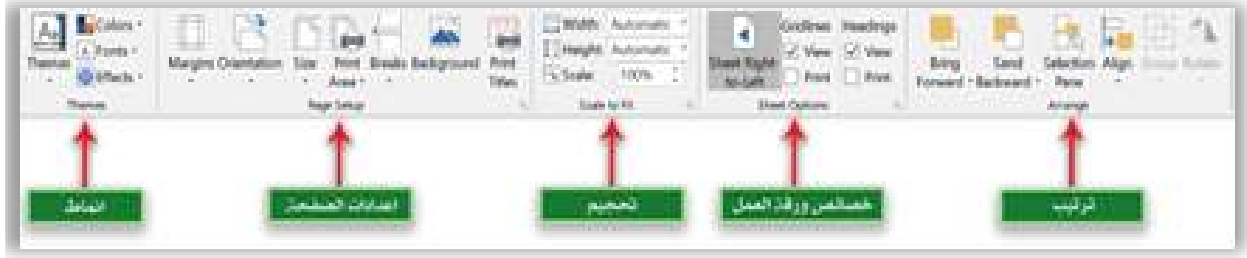 Themes
Colors
Fonts
Effects
Themes
Margins Orientation Size Print Area Breaks Background Print Titles
Page Setup
Width: Automatic
Height: Automatic
Scale: 100%
Scale to Fit
Sheet Right-to-Left
Gridlines Headings
View View
Print Print
Sheet Options
Bring Forward Send Backward Selection Pane Align Group Rotate
Arrange
انماط
اعدادات الصفحة
تحجيم
خصائص ورقة العمل
ترتيب